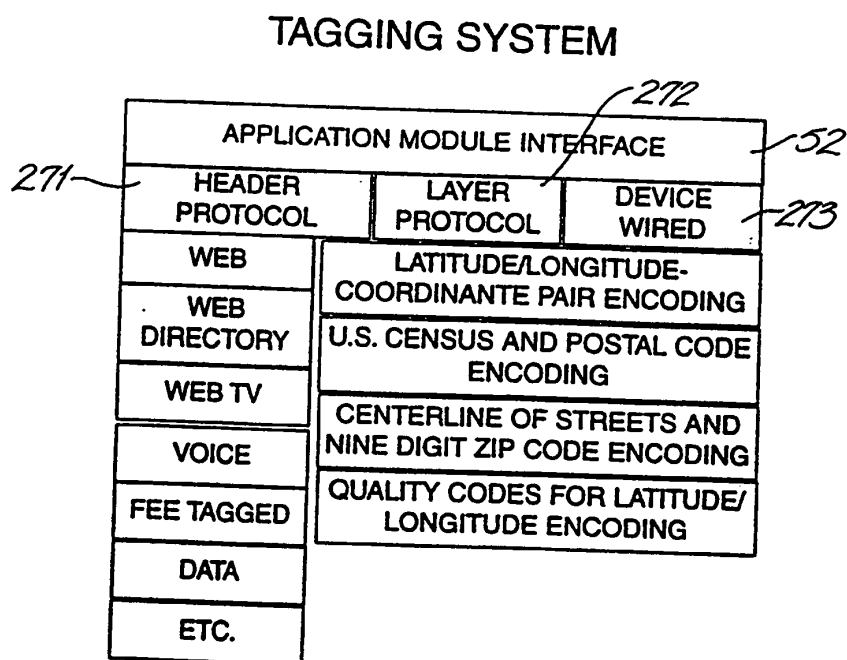 TAGGING SYSTEM
272
APPLICATION MODULE INTERFACE
52
271
HEADER
PROTOCOL
LAYER
PROTOCOL
DEVICE
WIRED
273
WEB
WEB
DIRECTORY
WEB TV
VOICE
FEE TAGGED
DATA
ETC.
LATITUDE/LONGITUDE-
COORDINANTE PAIR ENCODING
U.S. CENSUS AND POSTAL CODE
ENCODING
CENTERLINE OF STREETS AND
NINE DIGIT ZIP CODE ENCODING
QUALITY CODES FOR LATITUDE/
LONGITUDE ENCODING